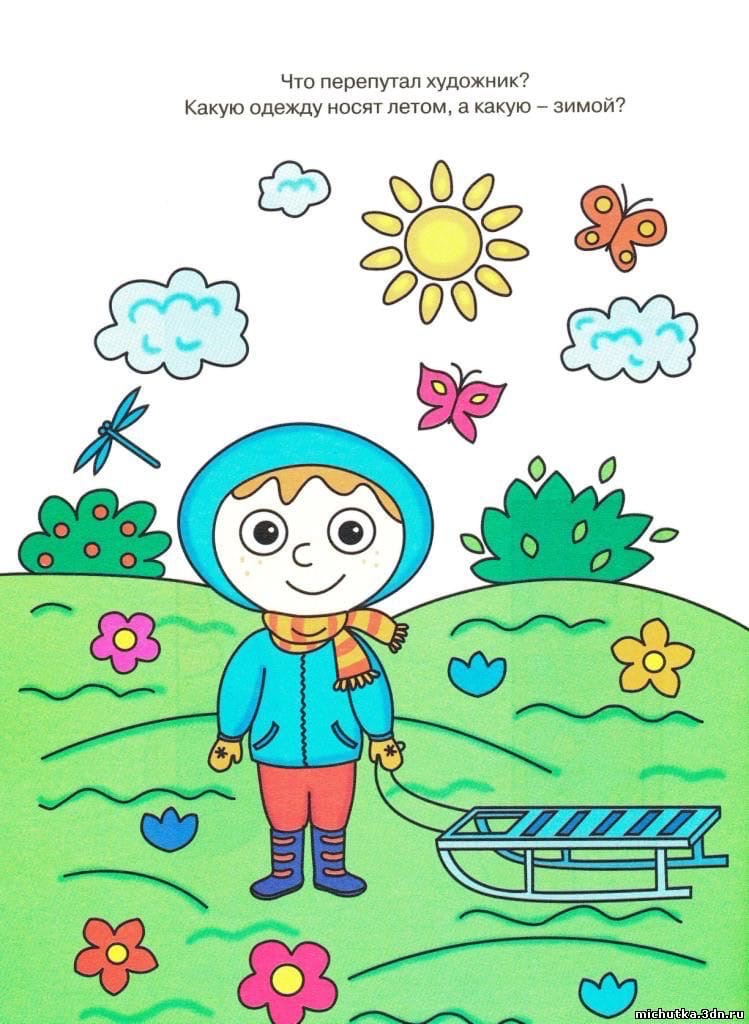 Что перепутал художник?
Какую одежду носят летом, а какую – зимой?
michutka.3dn.ru